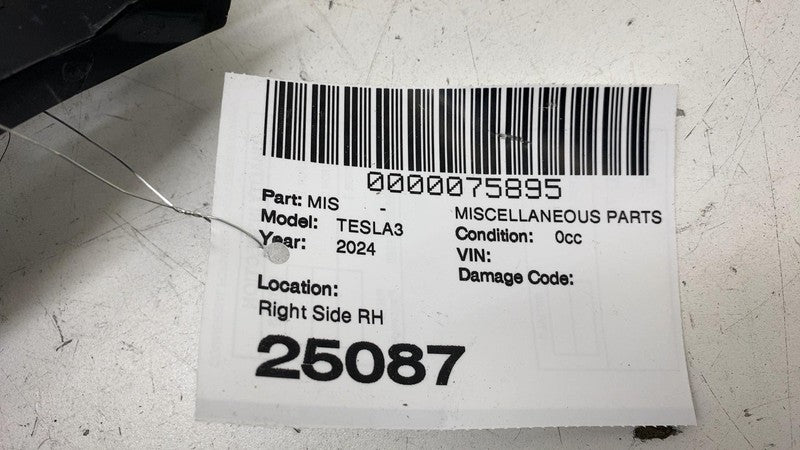 0000075895
Part: MIS -
MISCELLANEOUS PARTS
Model: TESLA3
Condition: 0cc
Year: 2024
VIN:
Damage Code:
Location:
Right Side RH
25087